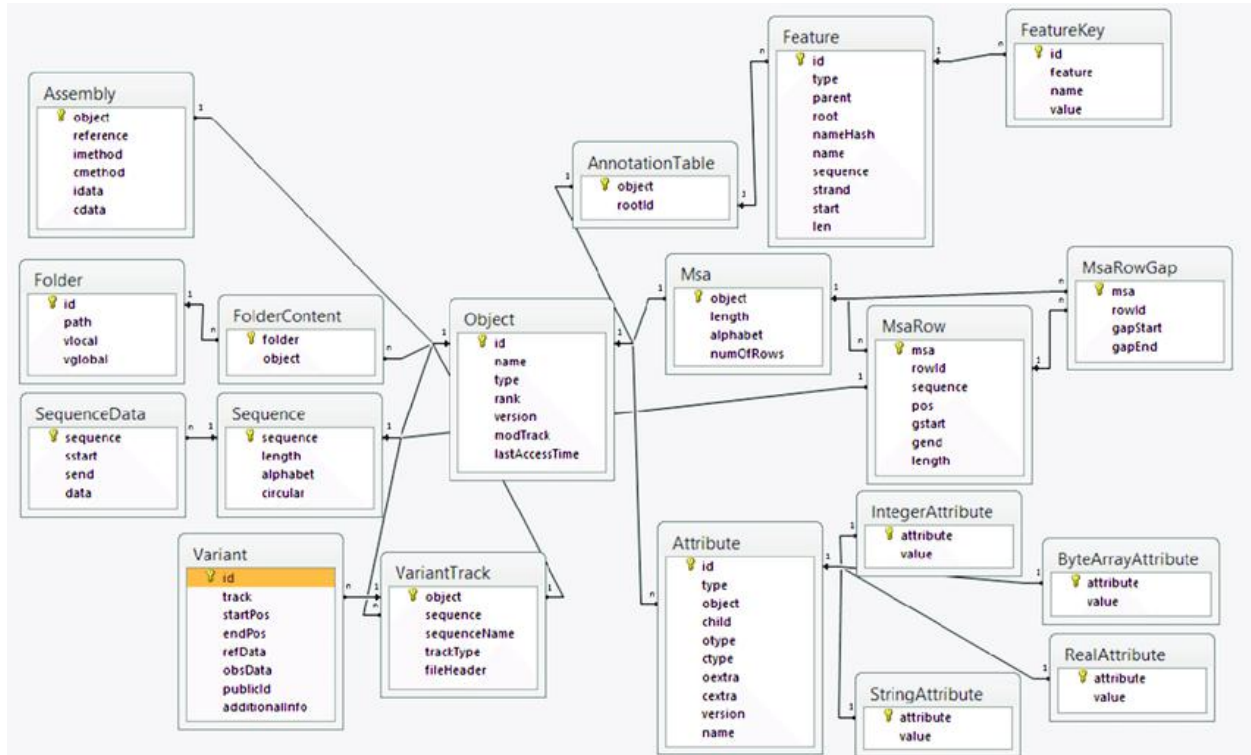 Assembly
object
reference
imethod
cmethod
idata
cdata
Folder
id
path
vlocal
vglobal
FolderContent
folder
object
SequenceData
sequence
sstart
send
data
Sequence
sequence
length
alphabet
circular
Object
id
name
type
rank
version
modTrack
lastAccessTime
Variant
id
track
startPos
endPos
refData
obsData
publicId
additionalInfo
VariantTrack
object
sequence
sequenceName
trackType
fileHeader
AnnotationTable
object
rootId
Feature
id
type
parent
root
nameHash
name
sequence
strand
start
len
FeatureKey
id
feature
name
value
Msa
object
length
alphabet
numOfRows
MsaRow
msa
rowId
sequence
pos
gstart
gend
length
MsaRowGap
msa
rowId
gapStart
gapEnd
Attribute
id
type
object
child
otype
ctype
oextra
cextra
version
name
IntegerAttribute
attribute
value
ByteArrayAttribute
attribute
value
RealAttribute
attribute
value
StringAttribute
attribute
value